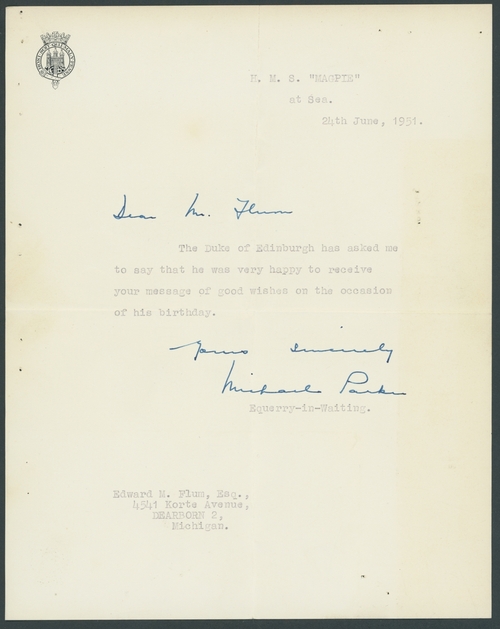 H. M. S. "MAGPIE"
at Sea.
24th June, 1951.
Dear Mr. Flum
The Duke of Edinburgh has asked me
to say that he was very happy to receive
your message of good wishes on the occasion
of his birthday.
Yours sincerely
Michael Parker
Equerry-in-Waiting.
Edward M. Flum, Esq.,
4541 Korte Avenue,
DEARBORN 2,
Michigan.